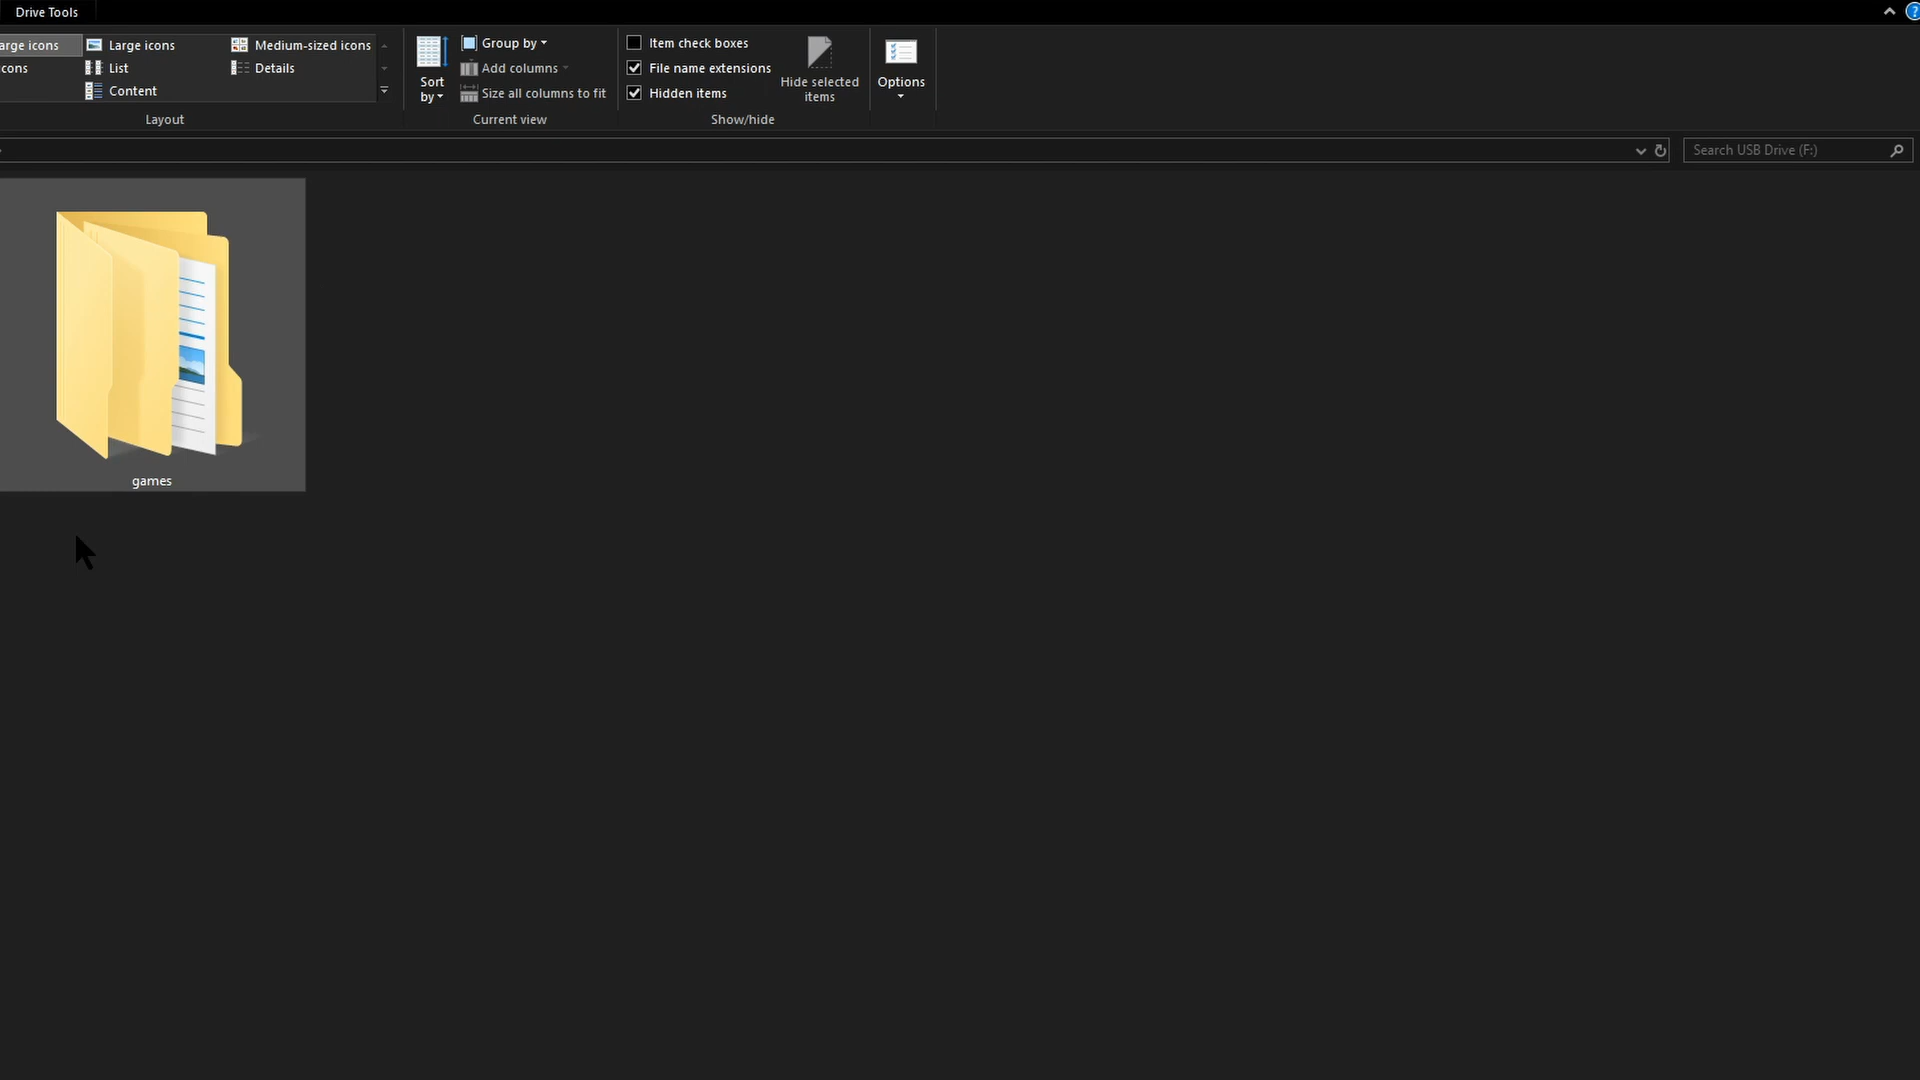 Drive Tools
arge icons
Large icons
Medium-sized icons
cons
List
Details
Content
Layout
Sort by
Group by
Add columns
Size all columns to fit
Current view
Item check boxes
File name extensions
Hidden items
Hide selected items
Show/hide
Options
Search USB Drive (F:)
games